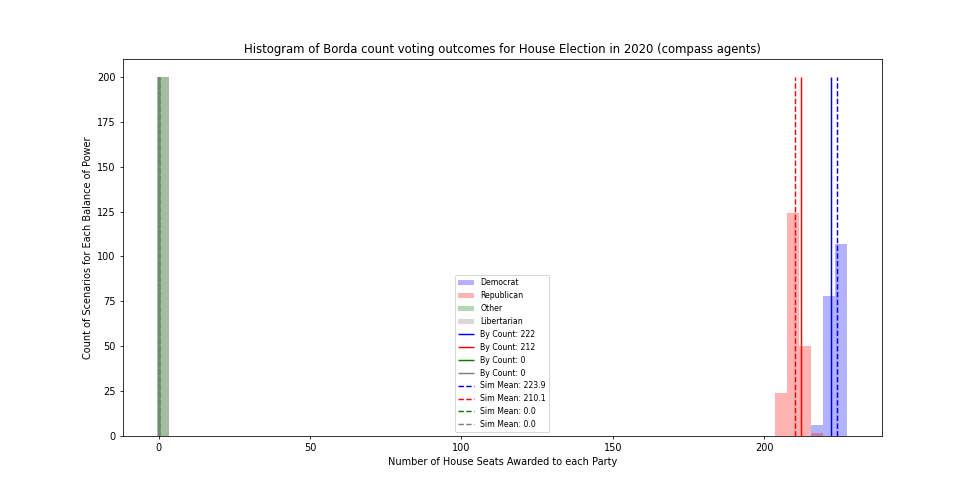 Histogram of Borda count voting outcomes for House Election in 2020 (compass agents)
200
175
150
125
100
75
50
25
0
Count of Scenarios for Each Balance of Power
Democrat
Republican
Other
Libertarian
By Count: 222
By Count: 212
By Count: 0
By Count: 0
Sim Mean: 223.9
Sim Mean: 210.1
Sim Mean: 0.0
Sim Mean: 0.0
0 50 100 150 200
Number of House Seats Awarded to each Party